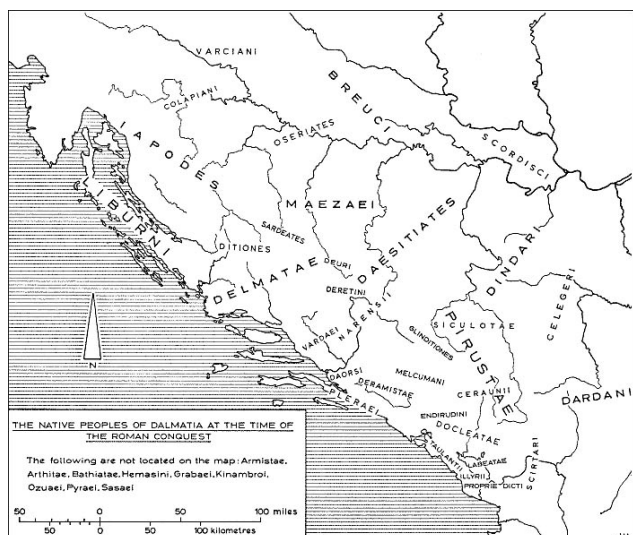 VARCIANI
COLAPIANI
BREUCI
OSERIATES
SCORDISCI
IAPODES
LIBURNI
MAEZAEI
SARDEATES
DITIONES
DEURI
DAESITIATES
DELMATAE
DERETINI
DINDARI
CELEGERI
NARENSI
VARDAEI
SICULOTAE
GLINDITIONES
PIRUSTAE
DAORSI
MELCUMANI
DERAMISTAE
CERAUNII
PLERAEI
DARDANI
ENDIRUDINI
DOCLEATAE
TAULANTII
LABEATAE
ILLYRII
PROPRIE DICTI
SCIRTARI
N
THE NATIVE PEOPLES OF DALMATIA AT THE TIME OF
THE ROMAN CONQUEST
The following are not located on the map: Armistae,
Arthitae, Bathiatae, Hemasini, Grabaei, Kinambroi,
Ozuaei, Pyraei, Sasaei
50 0 50 100 miles
50 0 50 100 kilometres